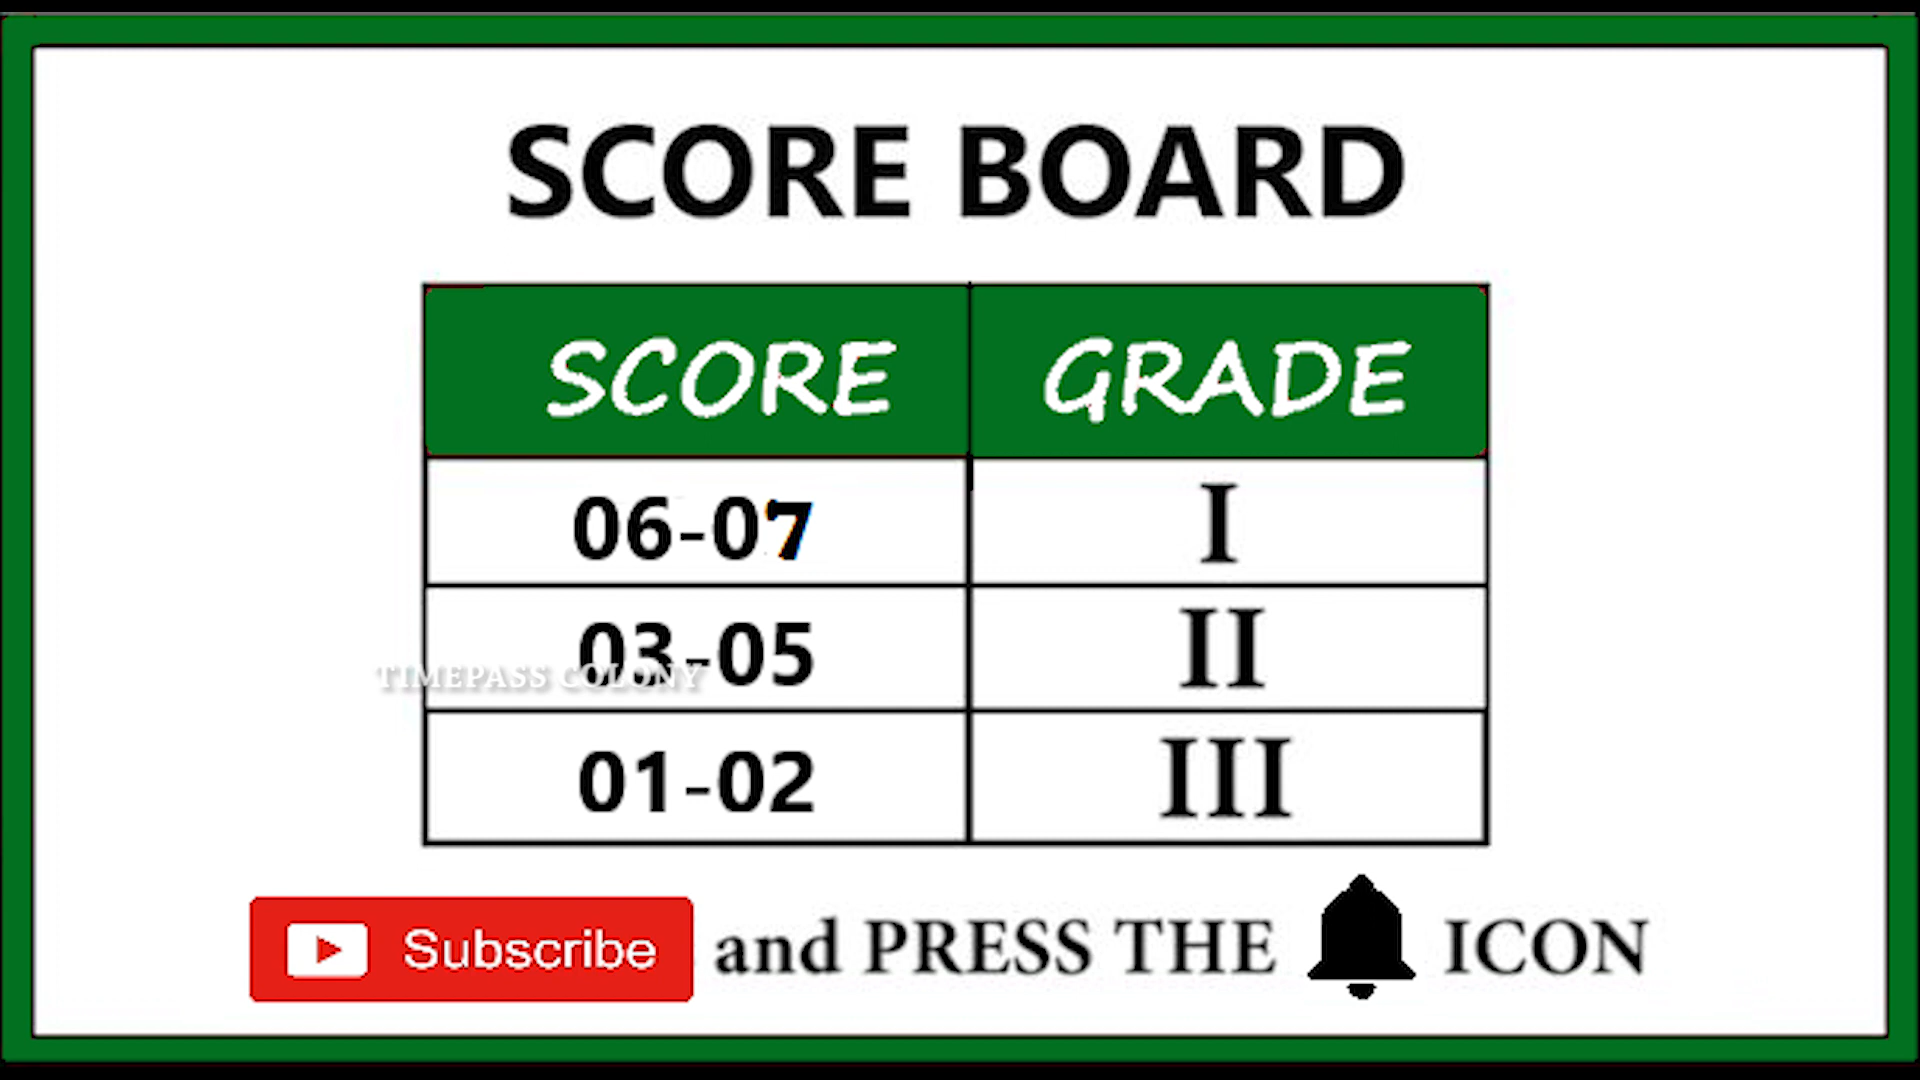 SCORE BOARD
SCORE GRADE
06-07 I
03-05 II
TIMEPASS COLONY
01-02 III
Subscribe and PRESS THE ICON